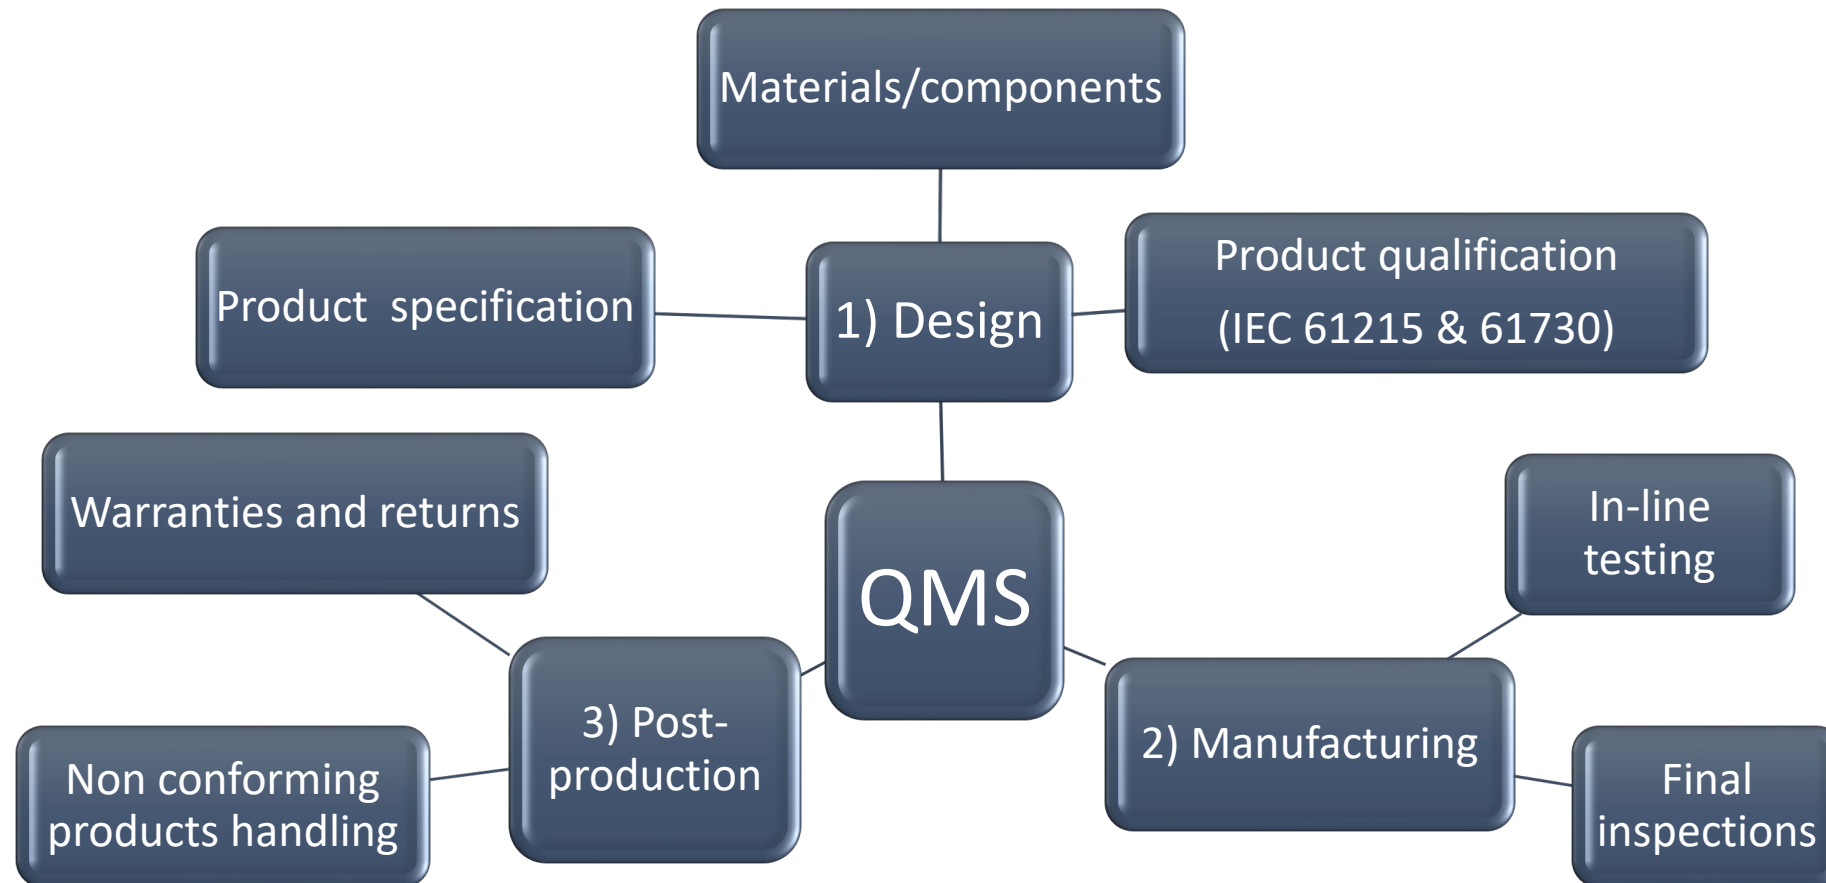 Materials/components
Product specification
1) Design
Product qualification
(IEC 61215 & 61730)
Warranties and returns
QMS
In-line
testing
3) Post-
production
2) Manufacturing
Non conforming
products handling
Final
inspections